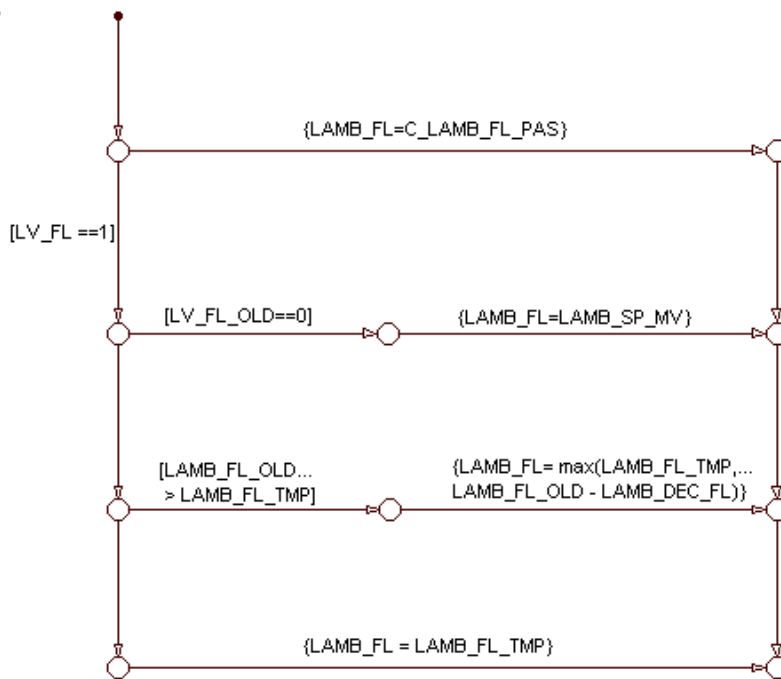 {LAMB_FL=C_LAMB_FL_PAS}
[LV_FL ==1]
[LV_FL_OLD==0]
{LAMB_FL=LAMB_SP_MV}
[LAMB_FL_OLD...
> LAMB_FL_TMP]
{LAMB_FL= max(LAMB_FL_TMP,...
LAMB_FL_OLD - LAMB_DEC_FL)}
{LAMB_FL = LAMB_FL_TMP}